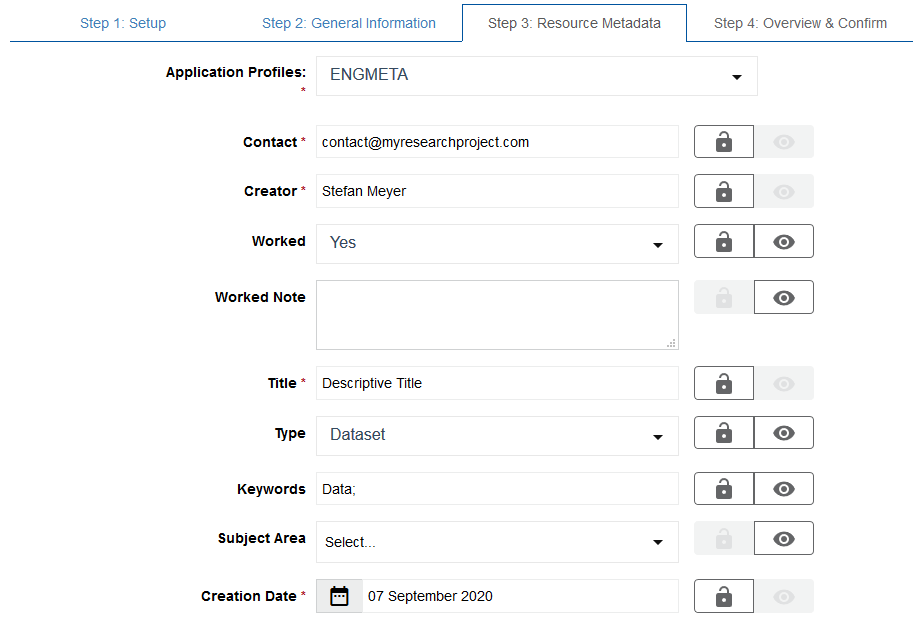 Step 1: Setup Step 2: General Information Step 3: Resource Metadata Step 4: Overview & Confirm
Application Profiles: * ENGMETA
Contact * contact@myresearchproject.com
Creator * Stefan Meyer
Worked Yes
Worked Note
Title * Descriptive Title
Type Dataset
Keywords Data;
Subject Area Select...
Creation Date * 07 September 2020